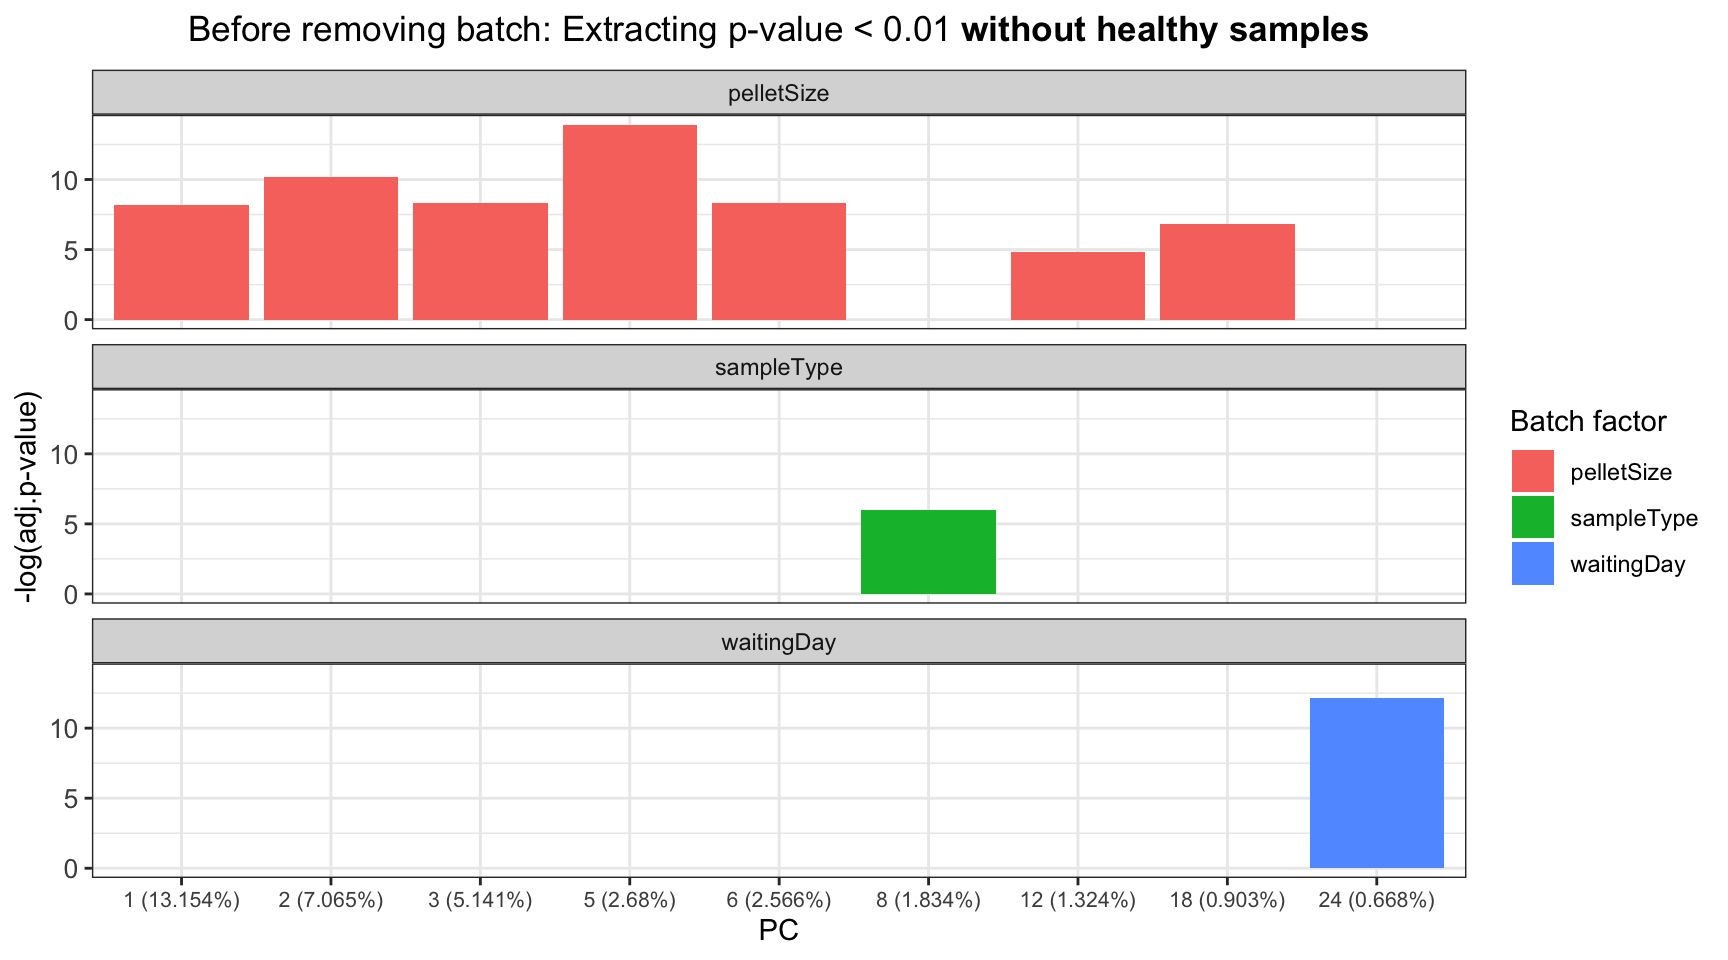 Before removing batch: Extracting p-value < 0.01 without healthy samples
pelletSize
10
5
0
sampleType
10
5
0
waitingDay
10
5
0
-log(adj.p-value)
1 (13.154%) 2 (7.065%) 3 (5.141%) 5 (2.68%) 6 (2.566%) 8 (1.834%) 12 (1.324%) 18 (0.903%) 24 (0.668%)
PC
Batch factor
pelletSize
sampleType
waitingDay